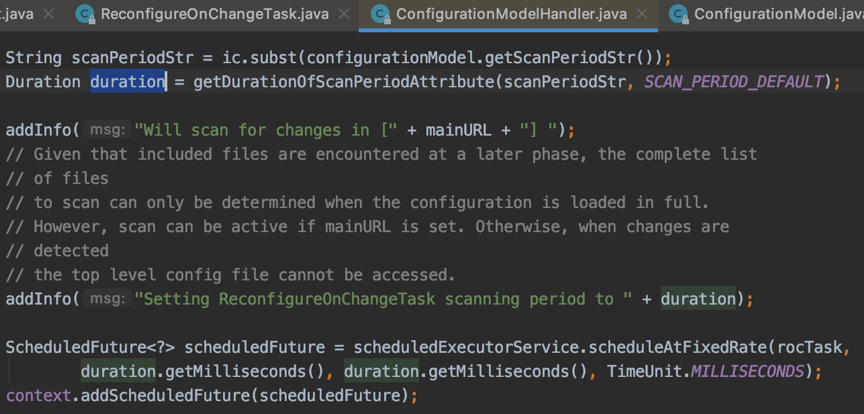 t.java
ReconfigureOnChangeTask.java
ConfigurationModelHandler.java
ConfigurationModel.java
String scanPeriodStr = ic.subst(configurationModel.getScanPeriodStr());
Duration duration = getDurationOfScanPeriodAttribute(scanPeriodStr, SCAN_PERIOD_DEFAULT);
addInfo( msg: "Will scan for changes in [" + mainURL + "] ");
// Given that included files are encountered at a later phase, the complete list
// of files
// to scan can only be determined when the configuration is loaded in full.
// However, scan can be active if mainURL is set. Otherwise, when changes are
// detected
// the top level config file cannot be accessed.
addInfo( msg: "Setting ReconfigureOnChangeTask scanning period to " + duration);
ScheduledFuture<?> scheduledFuture = scheduledExecutorService.scheduleAtFixedRate(rocTask,
duration.getMilliseconds(), duration.getMilliseconds(), TimeUnit.MILLISECONDS);
context.addScheduledFuture(scheduledFuture);